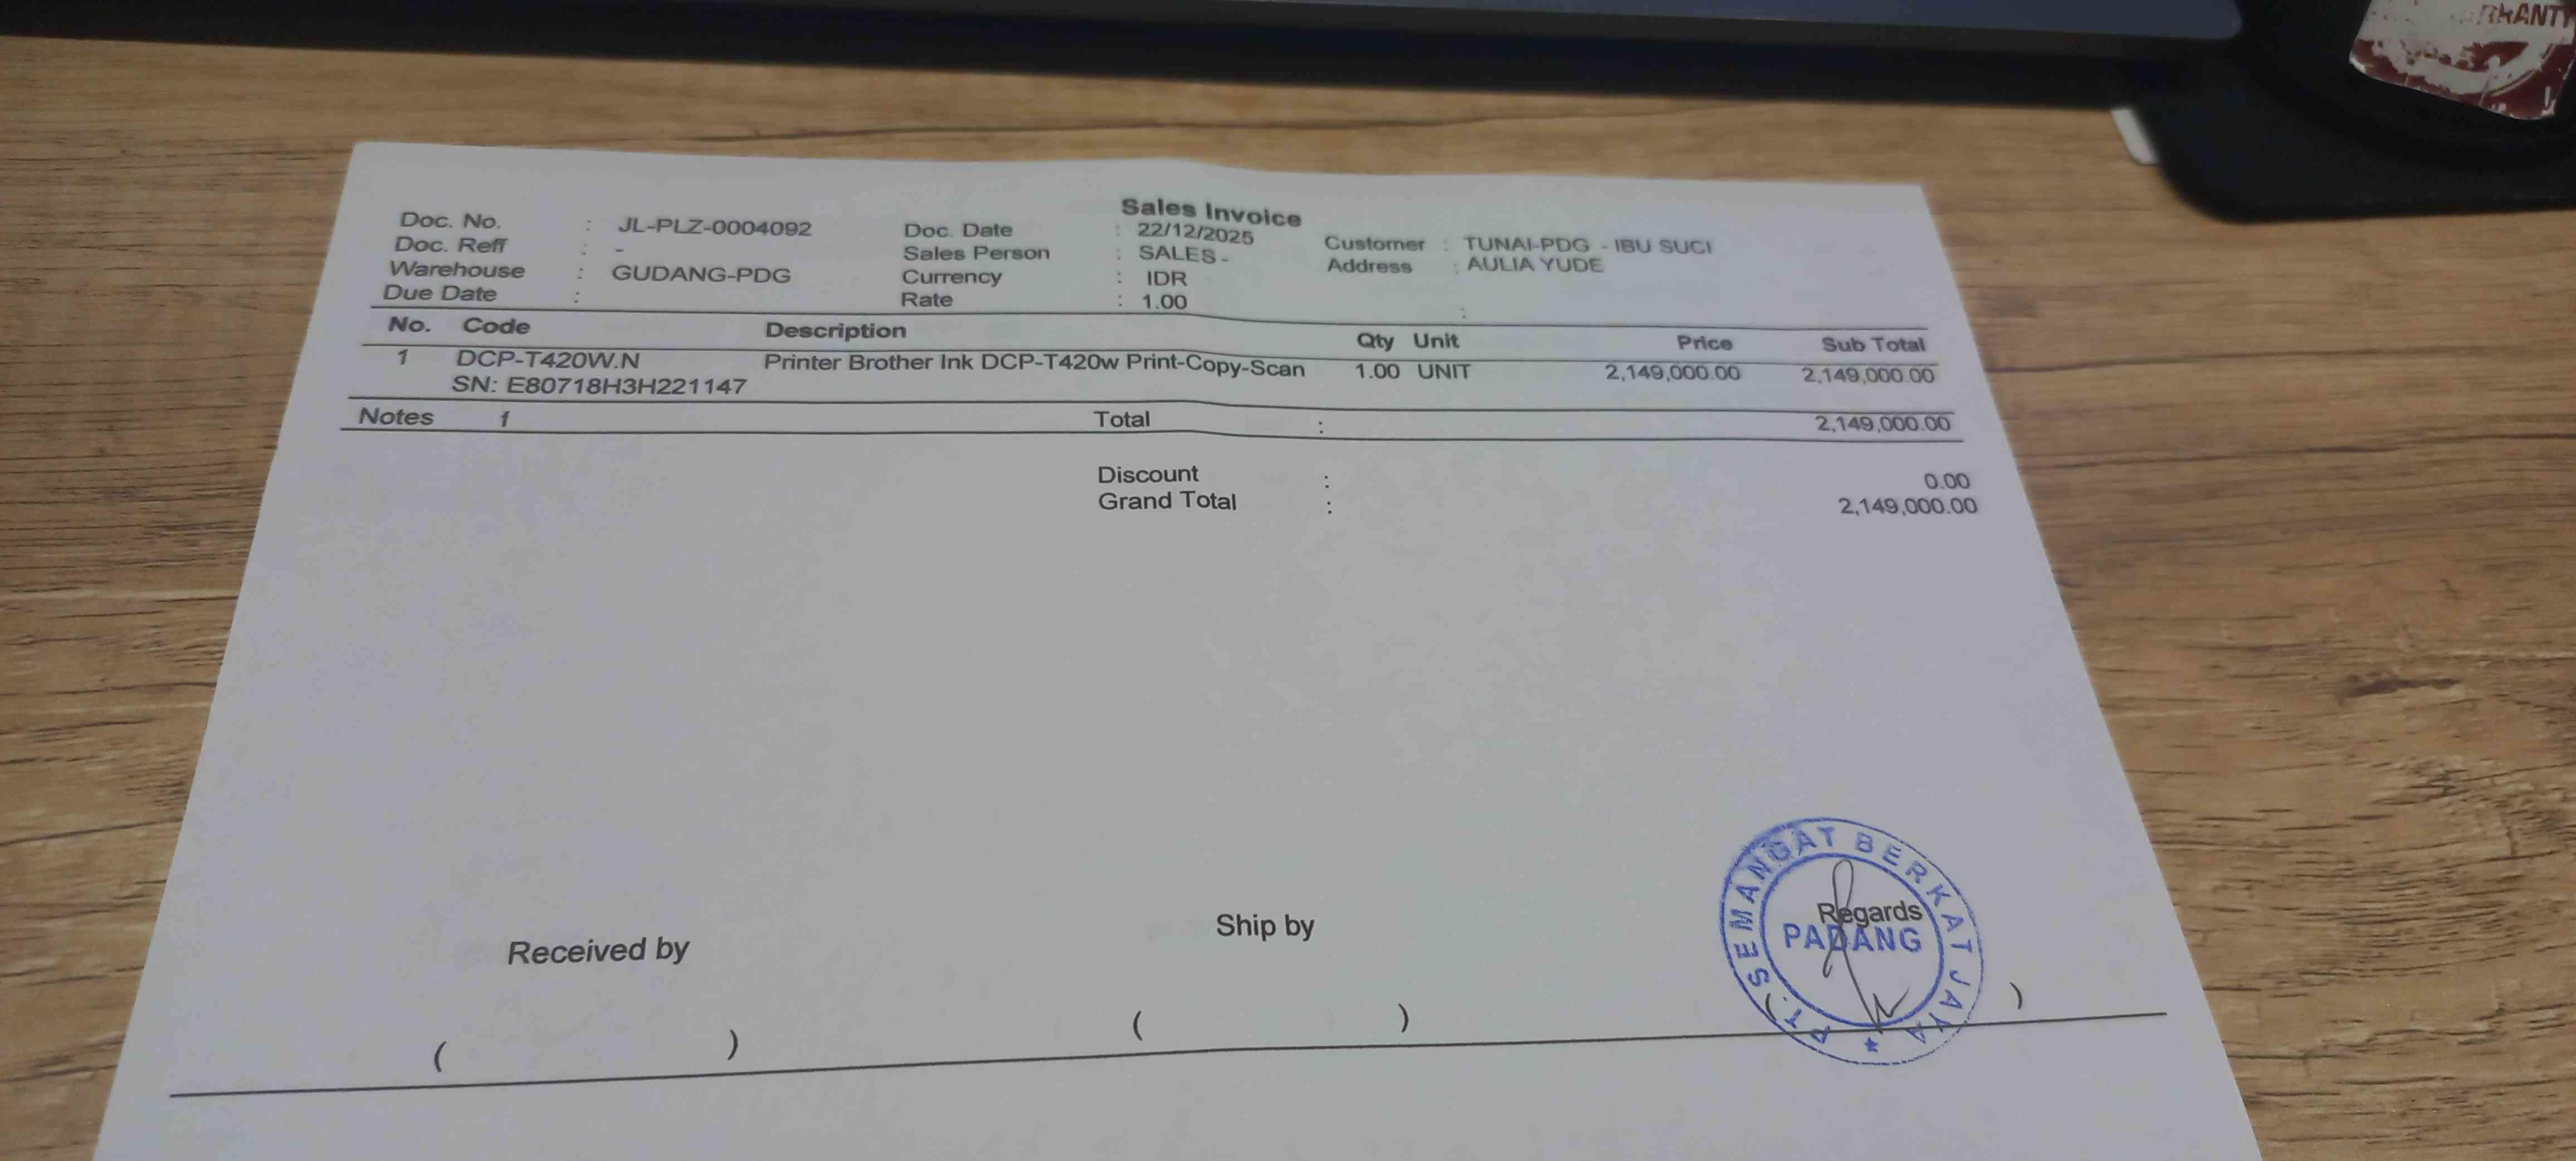 Sales Invoice
Doc. No. : JL-PLZ-0004092 Doc. Date : 22/12/2025 Customer : TUNAI-PDG - IBU SUCI
Doc. Reff : - Sales Person : SALES - Address : AULIA YUDE
Warehouse : GUDANG-PDG Currency : IDR
Due Date : Rate : 1.00 :
No. Code Description Qty Unit Price Sub Total
1 DCP-T420W.N Printer Brother Ink DCP-T420w Print-Copy-Scan 1.00 UNIT 2,149,000.00 2,149,000.00
SN: E80718H3H221147
Notes f Total : 2,149,000.00
Discount : 0.00
Grand Total : 2,149,000.00
Received by Ship by Regards
( ) ( ) ( )
PT. SEMANGAT BERKAT JAYA
PADANG